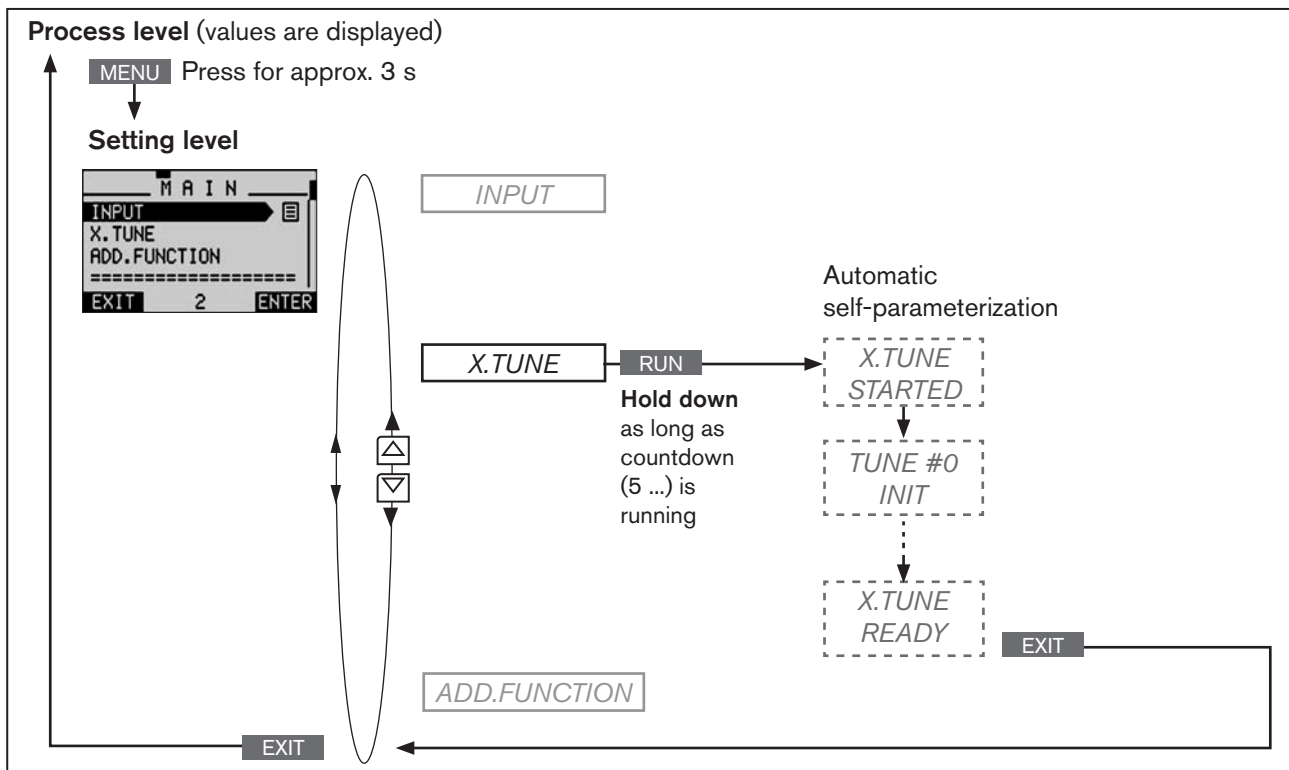 Process level (values are displayed)
MENU Press for approx. 3 s
Setting level
MAIN
INPUT
X.TUNE
ADD.FUNCTION
====================
EXIT 2 ENTER
INPUT
X.TUNE
RUN
Hold down
as long as
countdown
(5 ...) is
running
Automatic
self-parameterization
X.TUNE
STARTED
TUNE #0
INIT
X.TUNE
READY
EXIT
ADD.FUNCTION
EXIT